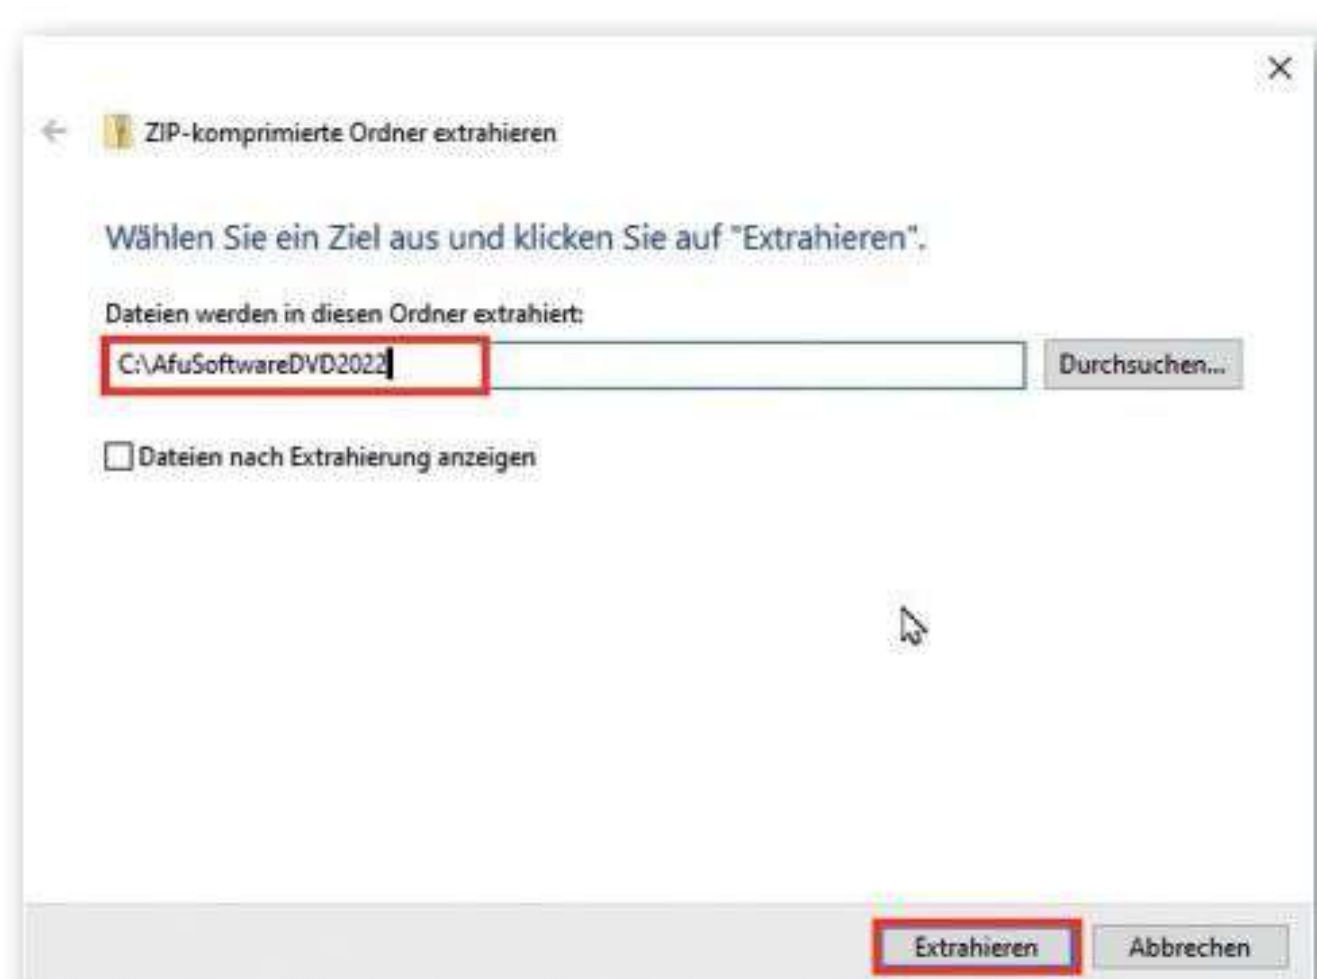 ZIP-komprimierte Ordner extrahieren
Wählen Sie ein Ziel aus und klicken Sie auf "Extrahieren".
Dateien werden in diesen Ordner extrahiert:
C:\AfuSoftwareDVD2022
Durchsuchen...
Dateien nach Extrahierung anzeigen
Extrahieren
Abbrechen